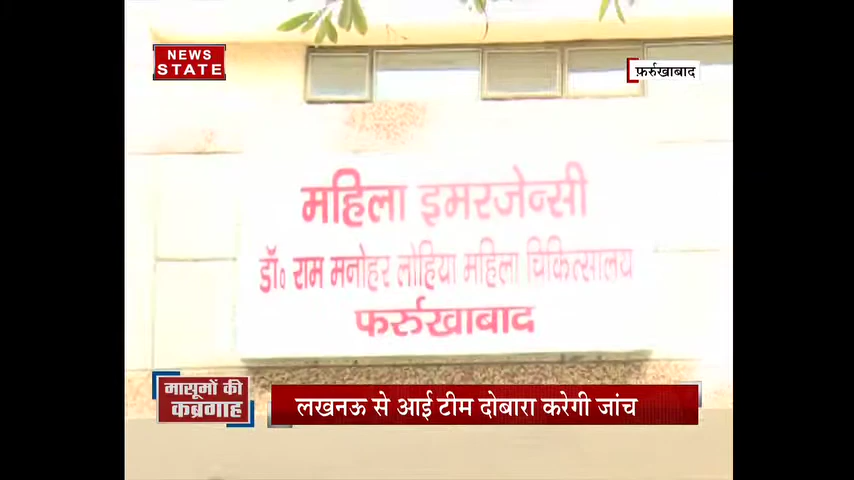 NEWS
STATE
फ़र्रुखाबाद
महिला इमरजेन्सी
डॉ० राम मनोहर लोहिया महिला चिकित्सालय
फर्रुखाबाद
मासूमों की
कब्रगाह
लखनऊ से आई टीम दोबारा करेगी जांच